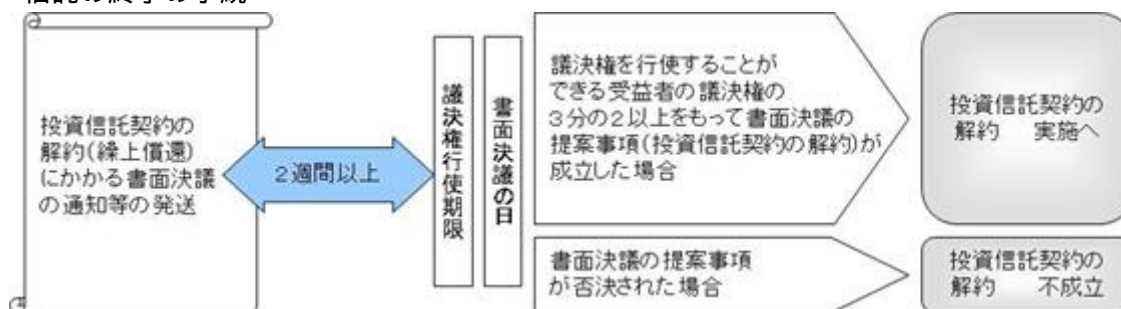 投資信託契約の
解約(繰上償還)
にかかる書面決議
の通知等の発送
2週間以上
議決権行使期限
書面決議の日
議決権を行使することが
できる受益者の議決権の
3分の2以上をもって書面決議の
提案事項(投資信託契約の解約)が
成立した場合
投資信託契約の
解約 実施へ
書面決議の提案事項
が否決された場合
投資信託契約の
解約 不成立